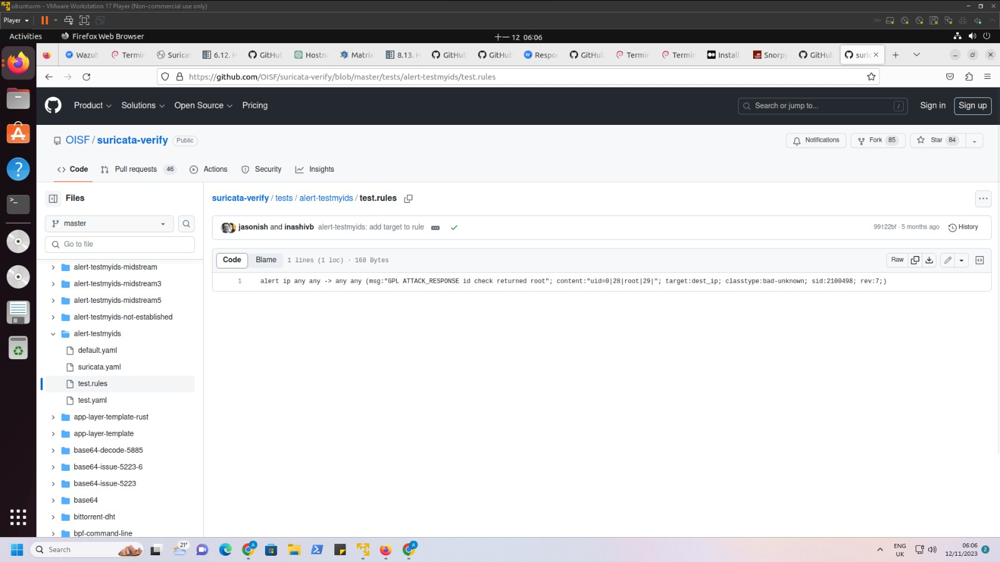 ubuntuvm - VMware Workstation 17 Player (Non-commercial use only)
Player
Activities
Firefox Web Browser
12 06:06
Wazuh
Termin
Surica
6.12. H
GitHub
Hostna
Matrix
8.13. H
GitHub
GitHub
Respon
GitHub
Termin
Termin
Install
Snorpy
GitHub
suric
https://github.com/OISF/suricata-verify/blob/master/tests/alert-testmyids/test.rules
Product
Solutions
Open Source
Pricing
Search or jump to...
/
Sign in
Sign up
OISF / suricata-verify
Public
Notifications
Fork 85
Star 84
Code
Pull requests 46
Actions
Security
Insights
Files
suricata-verify / tests / alert-testmyids / test.rules
master
jasonish and inashivb alert-testmyids: add target to rule
99122bf · 5 months ago
History
Go to file
Code
Blame
1 lines (1 loc) · 168 Bytes
Raw
1 alert ip any any -> any any (msg:"GPL ATTACK_RESPONSE id check returned root"; content:"uid=0|28|root|29|"; target:dest_ip; classtype:bad-unknown; sid:2100498; rev:7;)
alert-testmyids-midstream
alert-testmyids-midstream3
alert-testmyids-midstream5
alert-testmyids-not-established
alert-testmyids
default.yaml
suricata.yaml
test.rules
test.yaml
app-layer-template-rust
app-layer-template
base64-decode-5885
base64-issue-5223-6
base64-issue-5223
base64
bittorrent-dht
bpf-command-line
Search
21°
ENG
UK
06:06
12/11/2023
2